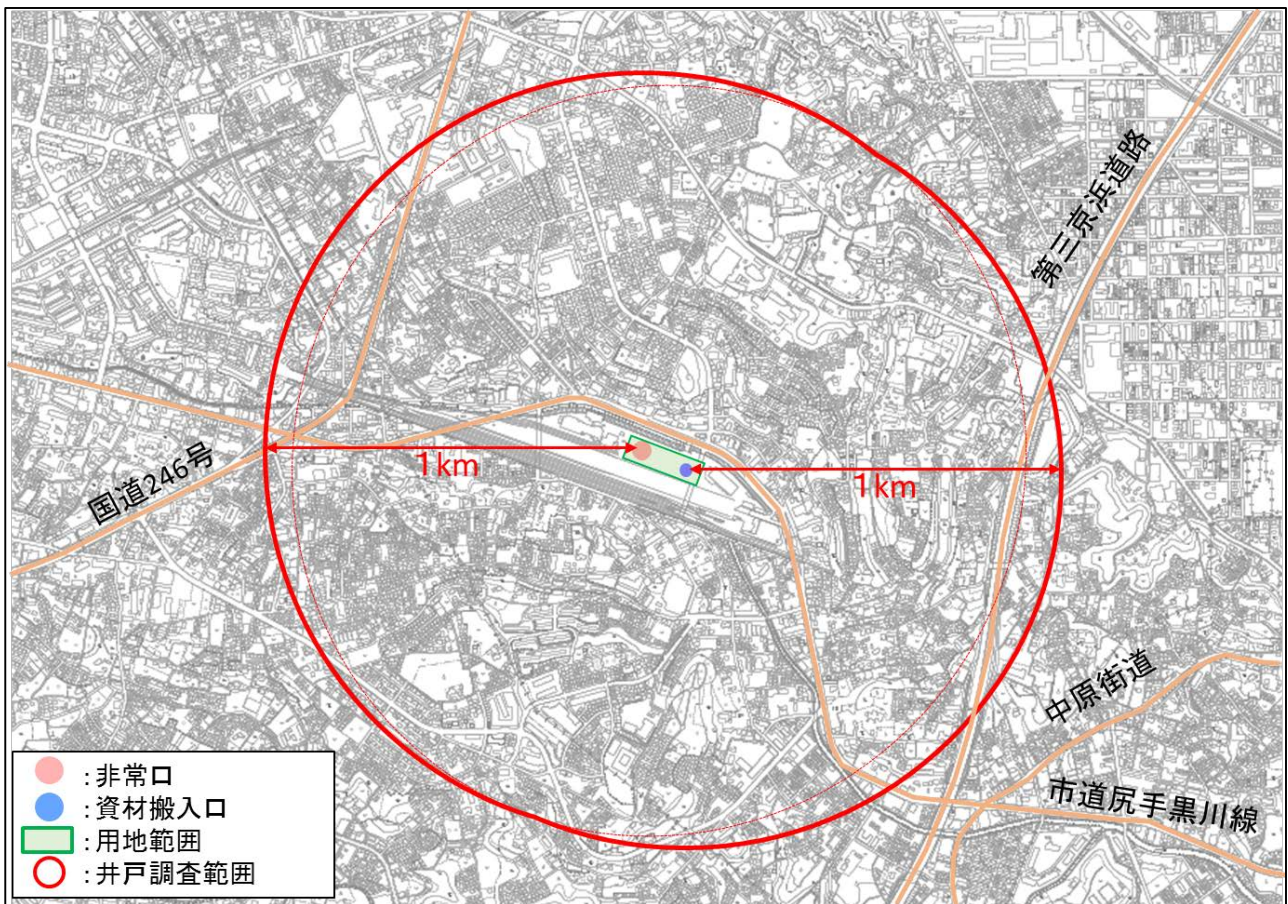 第三京浜道路
1km
1km
国道246号
中原街道
市道尻手黒川線
:非常口
:資材搬入口
:用地範囲
:井戸調査範囲